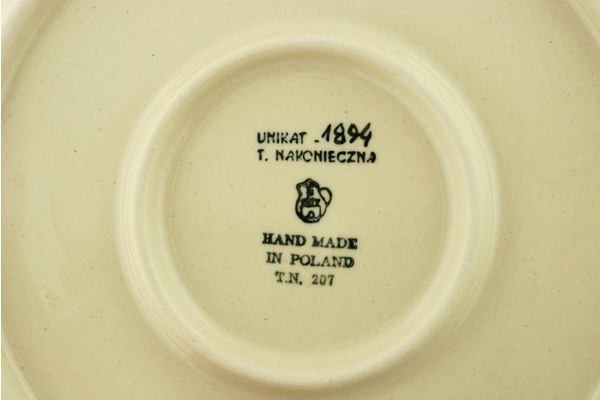 UNIKAT - 1894
T. NAKONIECZNA
HAND MADE
IN POLAND
T.N. 207